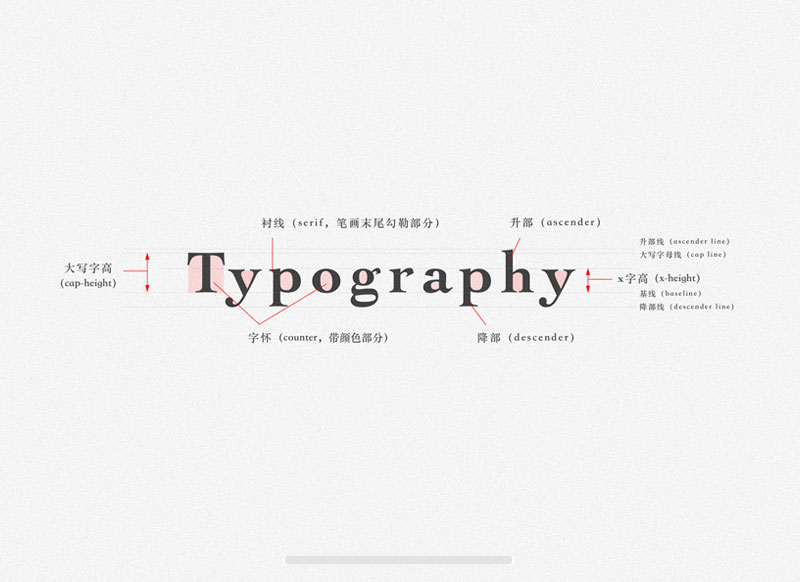 衬线（serif，笔画末尾勾勒部分）
升部（ascender）
升部线（ascender line）
大写字母线（cap line）
大写字高
(cap-height)
Typography
x字高（x-height）
基线（baseline）
降部线（descender line）
字怀（counter，带颜色部分）
降部（descender）